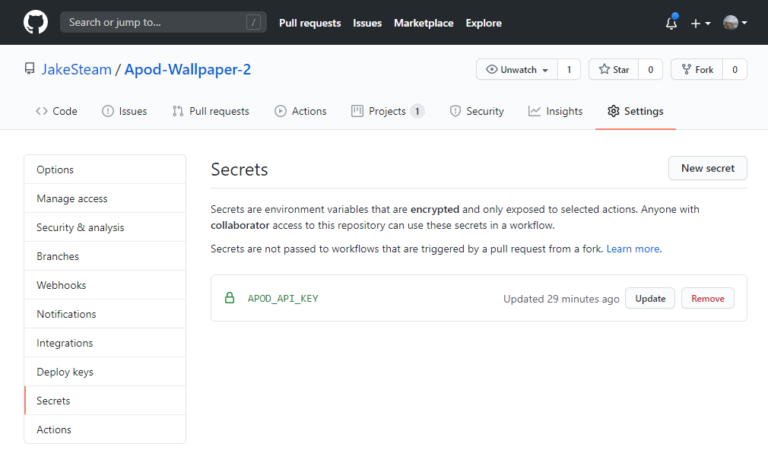 Search or jump to...
/
Pull requests Issues Marketplace Explore
JakeSteam / Apod-Wallpaper-2
Unwatch 1 Star 0 Fork 0
Code Issues Pull requests Actions Projects 1 Security Insights Settings
Options
Manage access
Security & analysis
Branches
Webhooks
Notifications
Integrations
Deploy keys
Secrets
Actions
Secrets
New secret
Secrets are environment variables that are encrypted and only exposed to selected actions. Anyone with
collaborator access to this repository can use these secrets in a workflow.
Secrets are not passed to workflows that are triggered by a pull request from a fork. Learn more.
APOD_API_KEY Updated 29 minutes ago Update Remove